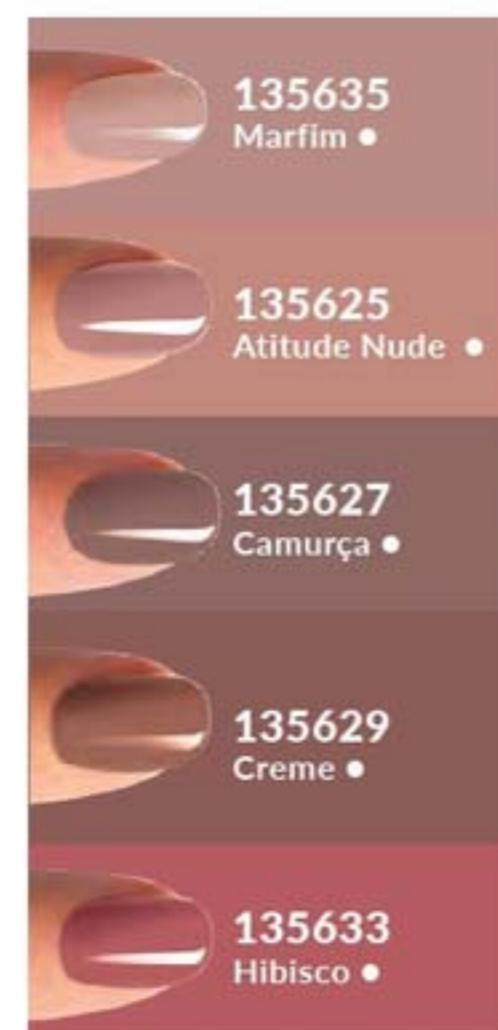 135635
Marfim ●
135625
Atitude Nude ●
135627
Camurça ●
135629
Creme ●
135633
Hibisco ●